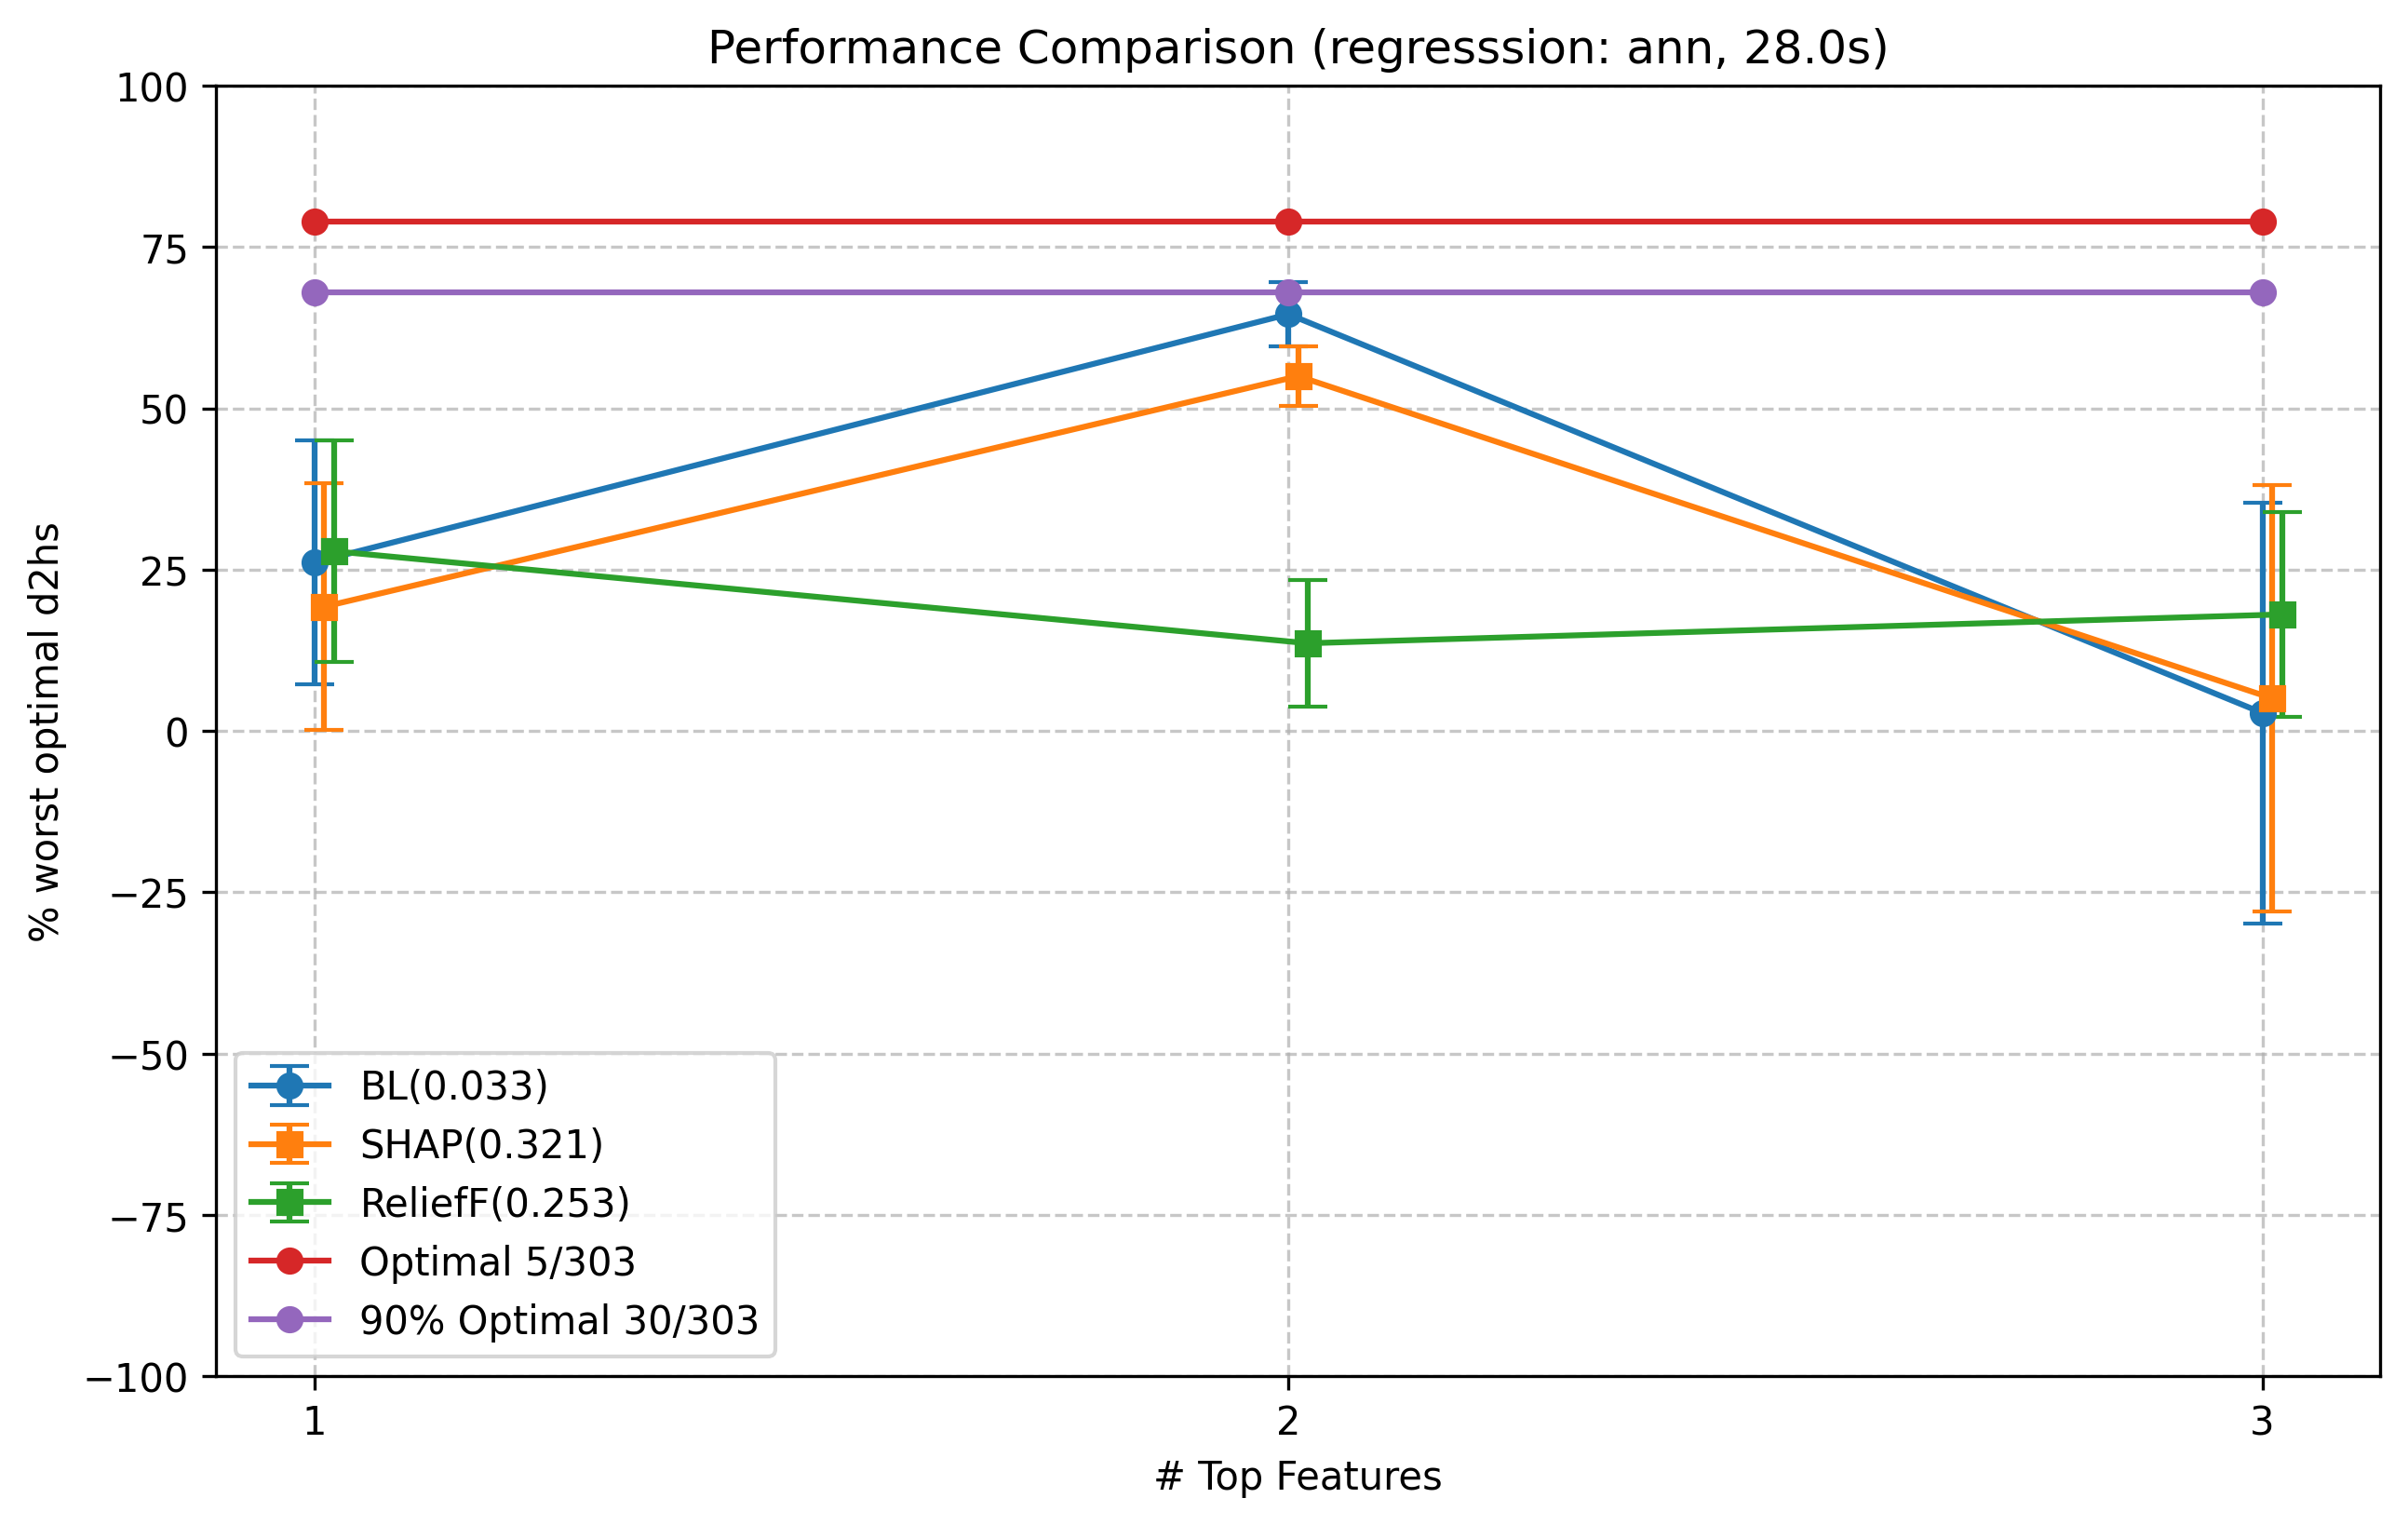 Performance Comparison (regresssion: ann, 28.0s)
100
75
50
25
0
−25
−50
−75
−100
% worst optimal d2hs
BL(0.033)
SHAP(0.321)
ReliefF(0.253)
Optimal 5/303
90% Optimal 30/303
1 2 3
# Top Features